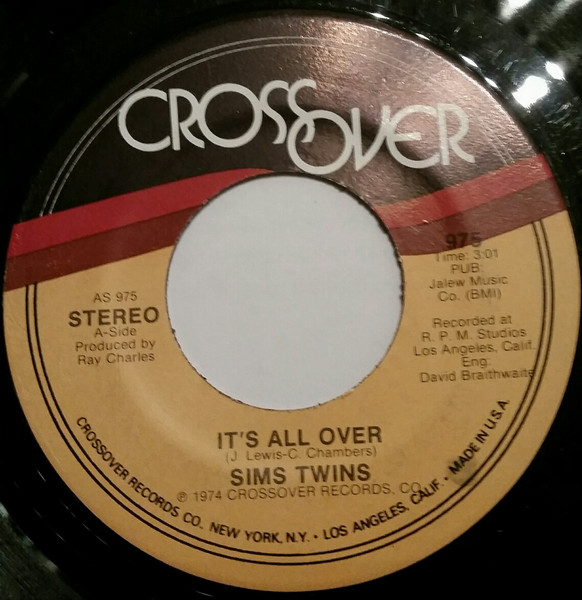 CROSSOVER
975
Time: 3:01
PUB:
Jalew Music
Co. (BMI)
Recorded at
R. P. M. Studios
Los Angeles, Calif.
Eng:
David Braithwaite
AS 975
STEREO
A-Side
Produced by
Ray Charles
IT'S ALL OVER
(J. Lewis-C. Chambers)
SIMS TWINS
℗ 1974 CROSSOVER RECORDS, CO.
CROSSOVER RECORDS CO. NEW YORK, N.Y. • LOS ANGELES, CALIF. • MADE IN U.S.A.